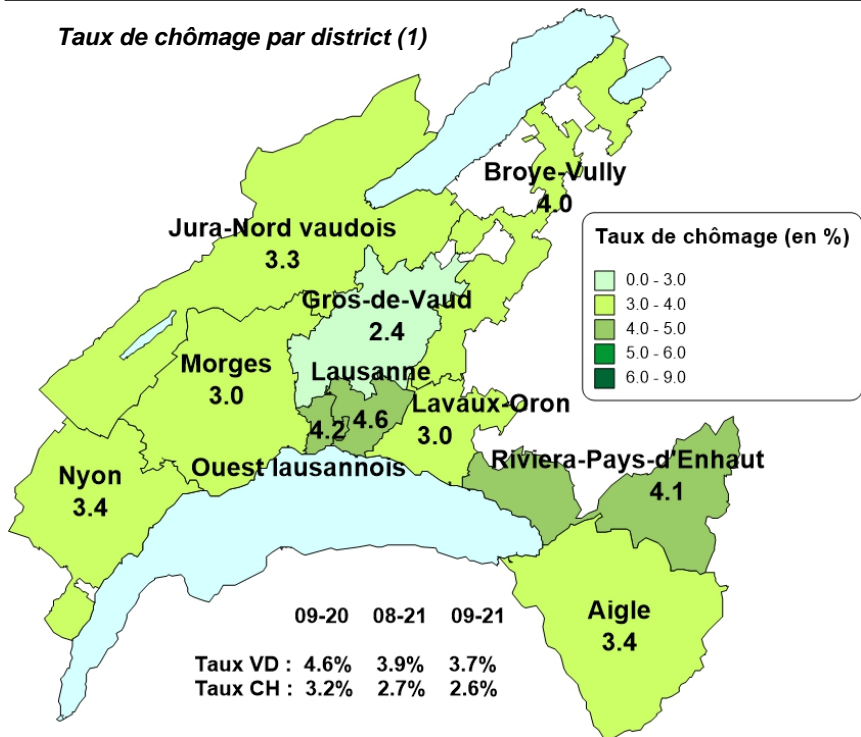 Taux de chômage par district (1)
Broye-Vully
4.0
Jura-Nord vaudois
3.3
Taux de chômage (en %)
0.0 - 3.0
3.0 - 4.0
4.0 - 5.0
5.0 - 6.0
6.0 - 9.0
Gros-de-Vaud
2.4
Morges
3.0
Lausanne
4.6
4.2
Lavaux-Oron
3.0
Ouest lausannois
Riviera-Pays-d'Enhaut
4.1
Nyon
3.4
Aigle
3.4
09-20 08-21 09-21
Taux VD : 4.6% 3.9% 3.7%
Taux CH : 3.2% 2.7% 2.6%